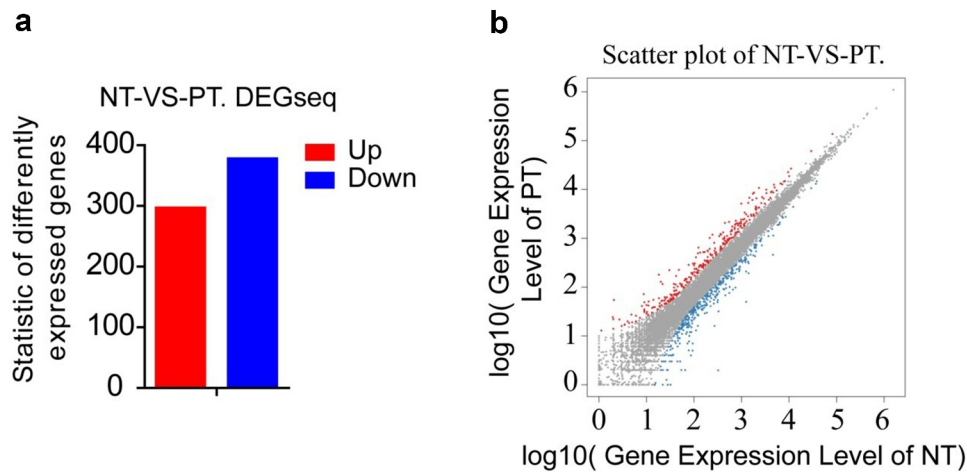 a
NT-VS-PT. DEGseq
Statistic of differently
expressed genes
400
300
200
100
0
Up
Down
b
Scatter plot of NT-VS-PT.
log10( Gene Expression
Level of PT)
6
5
4
3
2
1
0
0 1 2 3 4 5 6
log10( Gene Expression Level of NT)